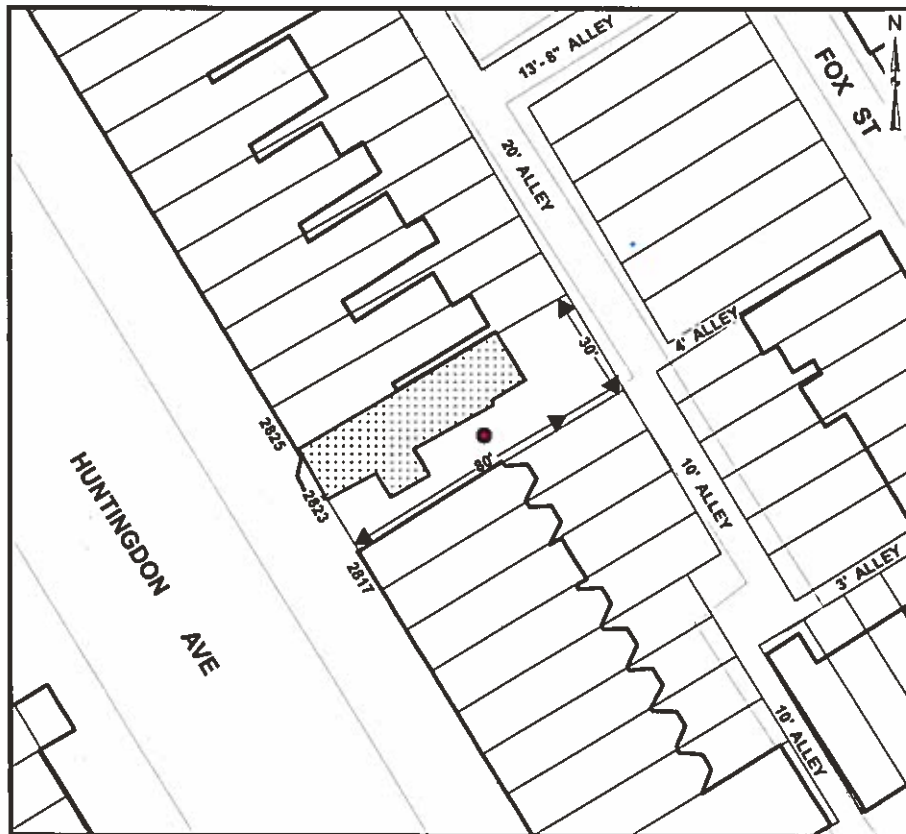 N
13'-8" ALLEY
FOX ST
20' ALLEY
4' ALLEY
30'
2825
80'
2823
10' ALLEY
HUNTINGDON
AVE
2817
3' ALLEY
10' ALLEY